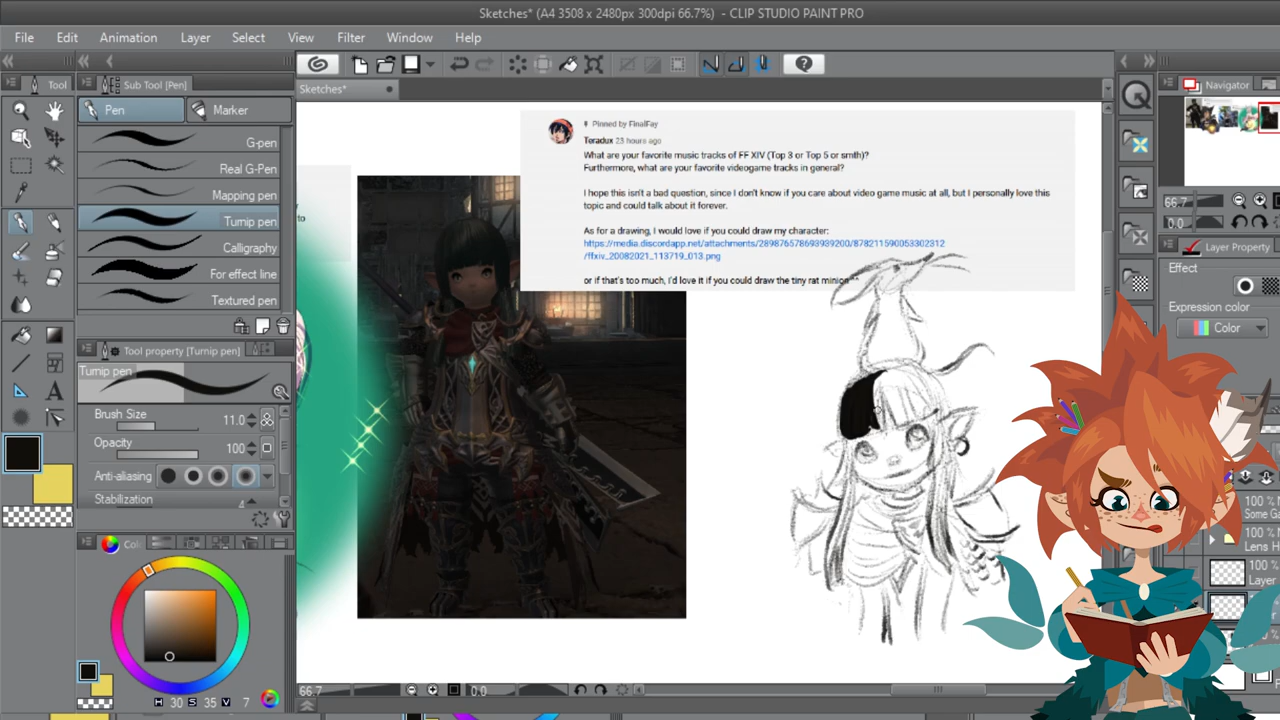 Sketches* (A4 3508 x 2480px 300dpi 66.7%) - CLIP STUDIO PAINT PRO
File Edit Animation Layer Select View Filter Window Help
Tool
Sub Tool [Pen]
Sketches*
Navigator
Pen
Marker
G-pen
Real G-Pen
Mapping pen
Turnip pen
Calligraphy
For effect line
Textured pen
Tool property [Turnip pen]
Turnip pen
Brush Size 11.0
Opacity 100
Anti-aliasing
Stabilization
H 30 S 35 V 7
to
Pinned by FinalFay
Teradux 23 hours ago
What are your favorite music tracks of FF XIV (Top 3 or Top 5 or smth)?
Furthermore, what are your favorite videogame tracks in general?
I hope this isn't a bad question, since I don't know if you care about video game music at all, but I personally love this
topic and could talk about it forever.
As for a drawing, I would love if you could draw my character:
https://media.discordapp.net/attachments/289876578693939200/878211590053302312
/ffxiv_20082021_113719_013.png
or if that's too much, I'd love it if you could draw the tiny rat minion ^^
66.7 0.0
66.7
0.0
Layer Property
Effect
Expression color
Color
100 %
Some Ga
100 %
Lens H
100 %
Layer